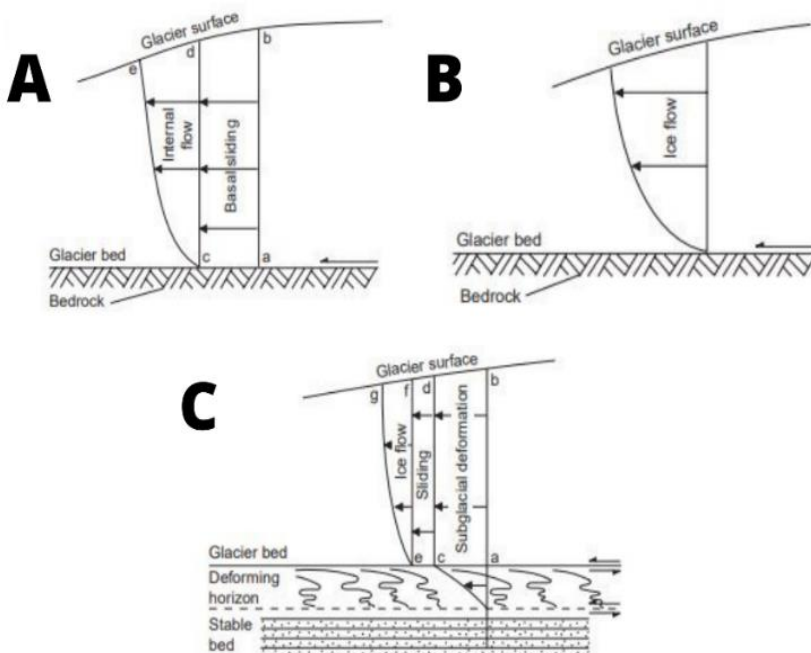 A
Glacier surface
e
d
b
Internal
flow
Basal sliding
Glacier bed
c
a
Bedrock
B
Glacier surface
Ice flow
Glacier bed
Bedrock
C
Glacier surface
g
f
d
b
Ice flow
Sliding
Subglacial deformation
Glacier bed
e
c
a
Deforming
horizon
Stable
bed